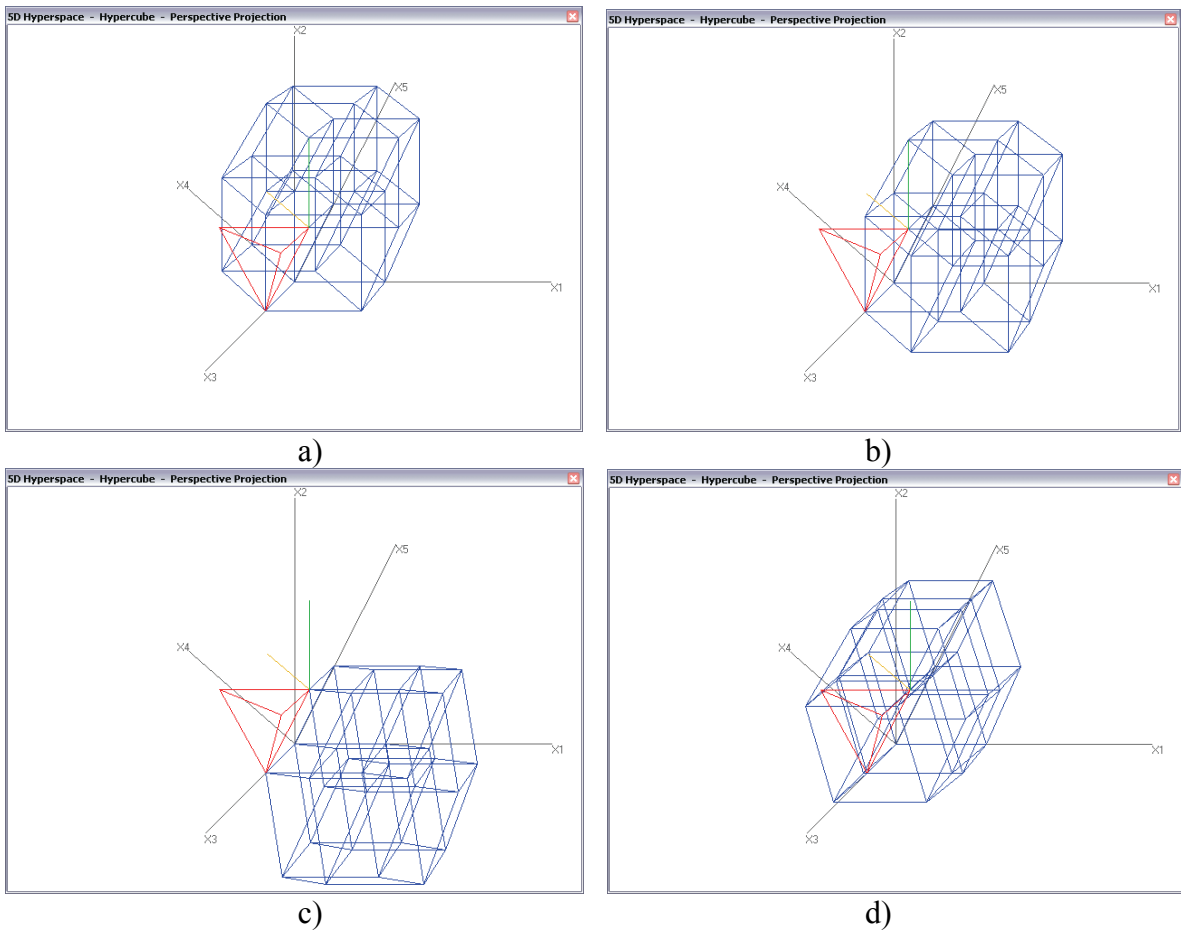 5D Hyperspace - Hypercube - Perspective Projection
X2
X5
X4
X1
X3
a)
5D Hyperspace - Hypercube - Perspective Projection
X2
X5
X4
X1
X3
b)
5D Hyperspace - Hypercube - Perspective Projection
X2
X5
X4
X1
X3
c)
5D Hyperspace - Hypercube - Perspective Projection
X2
X5
X4
X1
X3
d)